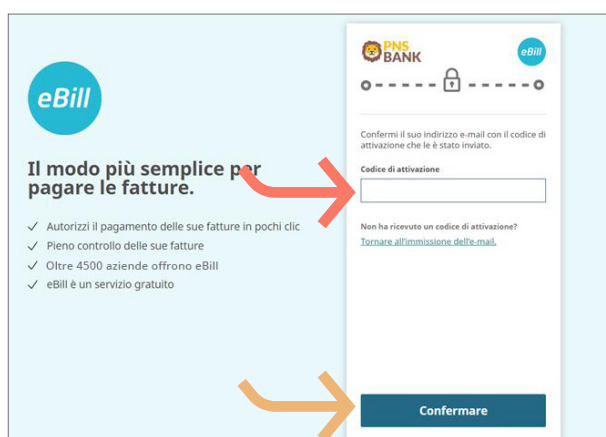 eBill
Il modo più semplice per
pagare le fatture.
Autorizzi il pagamento delle sue fatture in pochi clic
Pieno controllo delle sue fatture
Oltre 4500 aziende offrono eBill
eBill è un servizio gratuito
PNS
BANK
eBill
Confermi il suo indirizzo e-mail con il codice di
attivazione che le è stato inviato.
Codice di attivazione
Non ha ricevuto un codice di attivazione?
Tornare all'immissione dell'e-mail.
Confermare